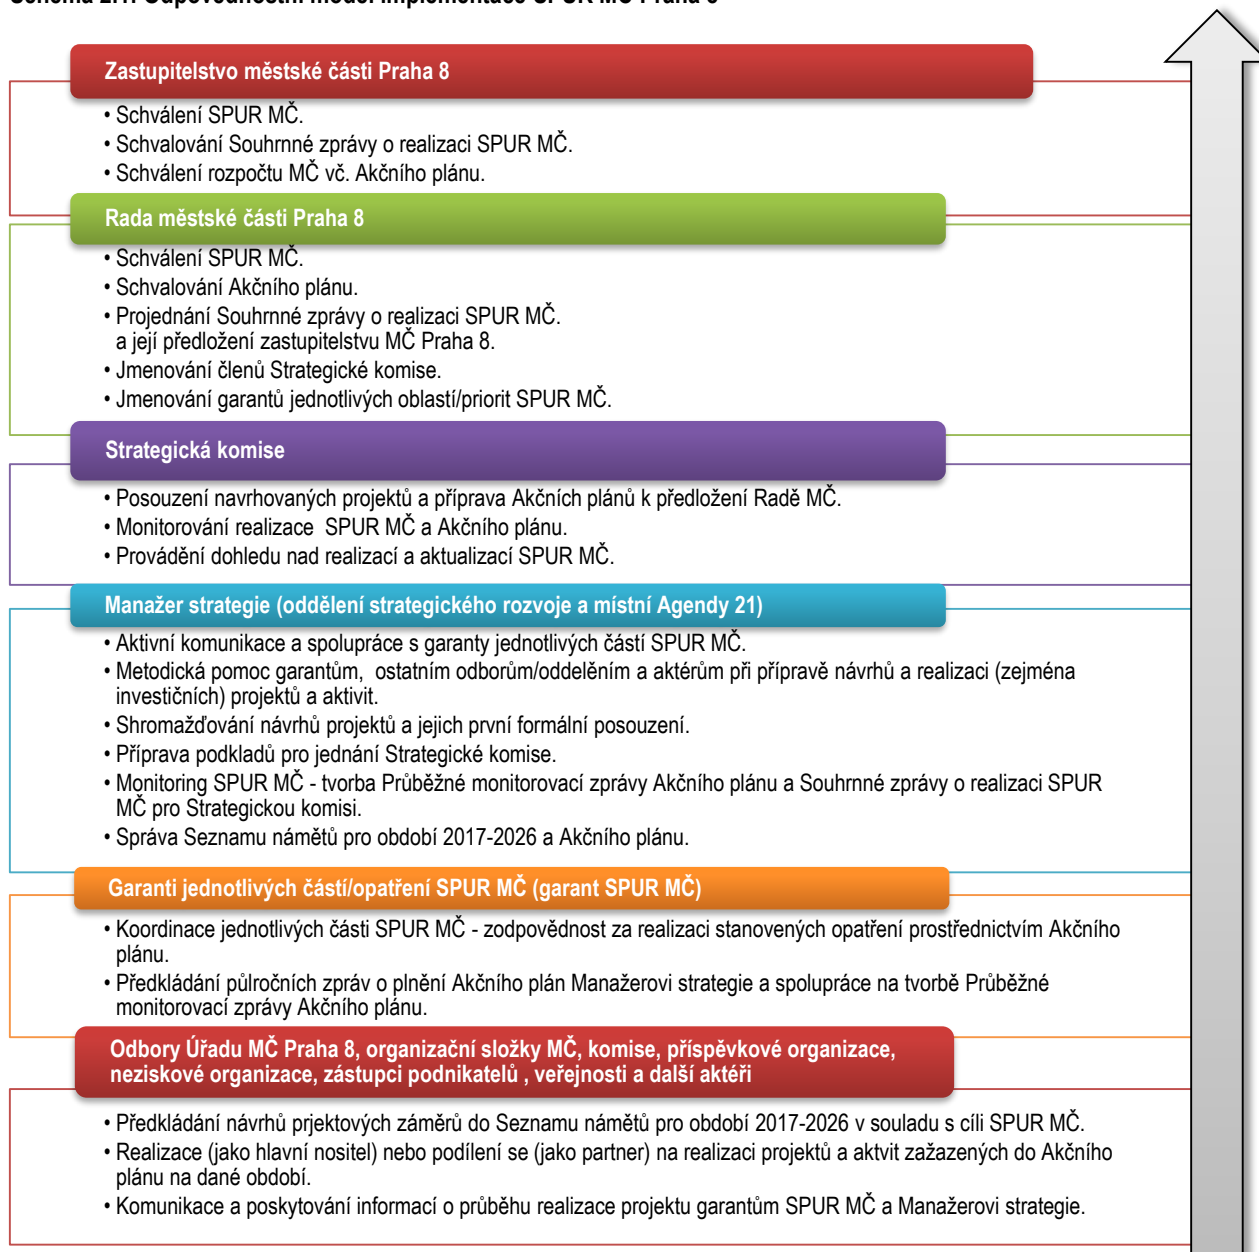 Schéma 2.1: Odpovědnostní model implementace SPUR MČ Praha 8
Zastupitelstvo městské části Praha 8
• Schválení SPUR MČ.
• Schvalování Souhrnné zprávy o realizaci SPUR MČ.
• Schválení rozpočtu MČ vč. Akčního plánu.
Rada městské části Praha 8
• Schválení SPUR MČ.
• Schvalování Akčního plánu.
• Projednání Souhrnné zprávy o realizaci SPUR MČ.
a její předložení zastupitelstvu MČ Praha 8.
• Jmenování členů Strategické komise.
• Jmenování garantů jednotlivých oblastí/priorit SPUR MČ.
Strategická komise
• Posouzení navrhovaných projektů a příprava Akčních plánů k předložení Radě MČ.
• Monitorování realizace SPUR MČ a Akčního plánu.
• Provádění dohledu nad realizací a aktualizací SPUR MČ.
Manažer strategie (oddělení strategického rozvoje a místní Agendy 21)
• Aktivní komunikace a spolupráce s garanty jednotlivých částí SPUR MČ.
• Metodická pomoc garantům, ostatním odborům/oddelěním a aktérům při přípravě návrhů a realizaci (zejména
investičních) projektů a aktivit.
• Shromažďování návrhů projektů a jejich první formální posouzení.
• Příprava podkladů pro jednání Strategické komise.
• Monitoring SPUR MČ - tvorba Průběžné monitorovací zprávy Akčního plánu a Souhrnné zprávy o realizaci SPUR
MČ pro Strategickou komisi.
• Správa Seznamu námětů pro období 2017-2026 a Akčního plánu.
Garanti jednotlivých částí/opatření SPUR MČ (garant SPUR MČ)
• Koordinace jednotlivých části SPUR MČ - zodpovědnost za realizaci stanovených opatření prostřednictvím Akčního
plánu.
• Předkládání půlročních zpráv o plnění Akčního plán Manažerovi strategie a spolupráce na tvorbě Průběžné
monitorovací zprávy Akčního plánu.
Odbory Úřadu MČ Praha 8, organizační složky MČ, komise, příspěvkové organizace,
neziskové organizace, zástupci podnikatelů , veřejnosti a další aktéři
• Předkládání návrhů prjektových záměrů do Seznamu námětů pro období 2017-2026 v souladu s cíli SPUR MČ.
• Realizace (jako hlavní nositel) nebo podílení se (jako partner) na realizaci projektů a aktvit zažazených do Akčního
plánu na dané období.
• Komunikace a poskytování informací o průběhu realizace projektu garantům SPUR MČ a Manažerovi strategie.